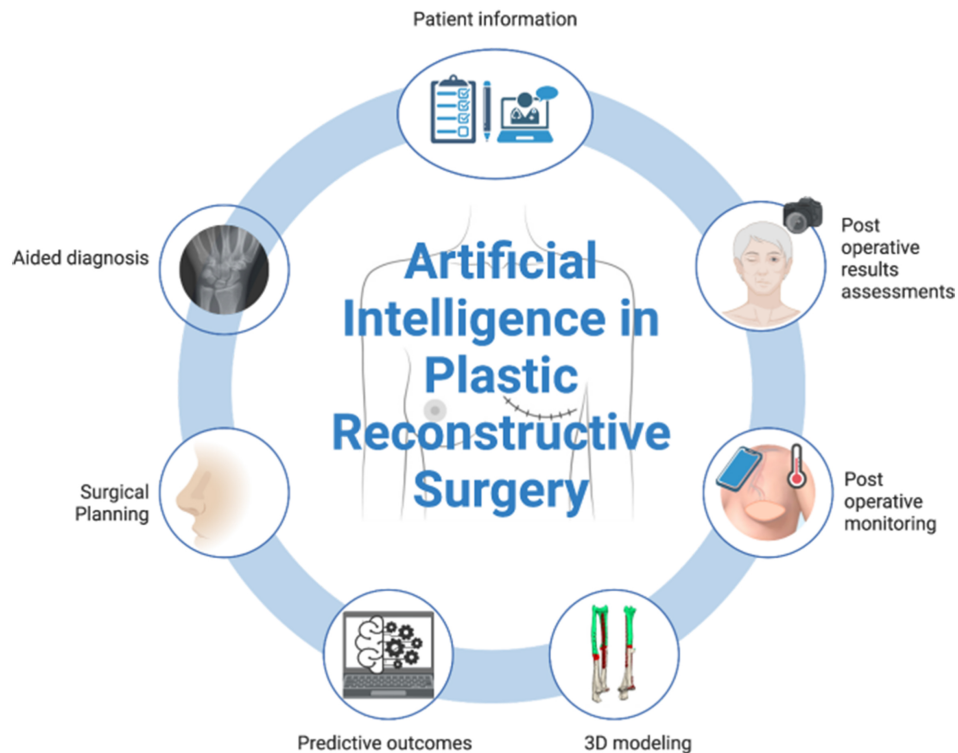 Patient information
Aided diagnosis
Artificial
Intelligence in
Plastic
Reconstructive
Surgery
Post
operative
results
assessments
Surgical
Planning
Post
operative
monitoring
Predictive outcomes
3D modeling